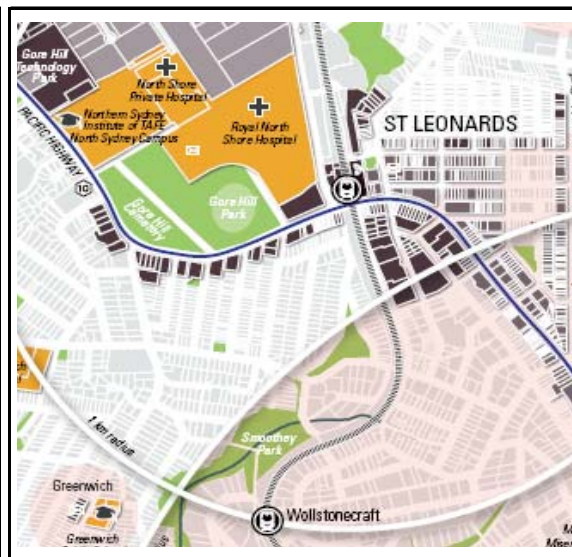 Gore Hill
Technology
Park
North Shore
Private Hospital
Northern Sydney
Institute of TAFE
North Sydney Campus
Royal North
Shore Hospital
ST LEONARDS
PACIFIC HIGHWAY
10
Gore Hill
Cemetery
Gore Hill
Park
1 km radius
Smoothey
Park
Greenwich
Greenwich
Wollstonecraft